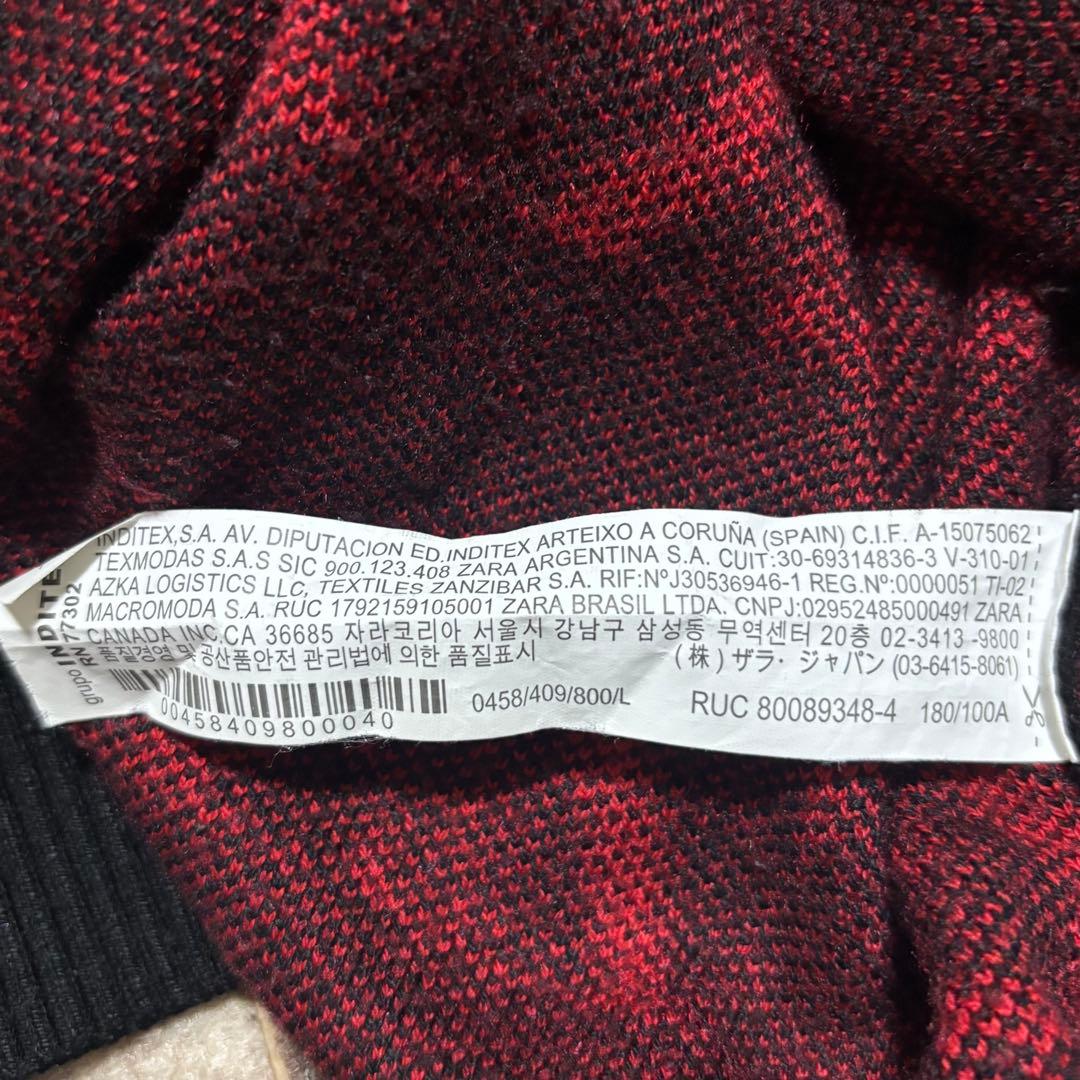 INDITEX,S.A. AV. DIPUTACION ED.INDITEX ARTEIXO A CORUÑA (SPAIN) C.I.F. A-15075062
TEXMODAS S.A.S SIC 900.123.408 ZARA ARGENTINA S.A. CUIT:30-69314836-3 V-310-01
AZKA LOGISTICS LLC, TEXTILES ZANZIBAR S.A. RIF:NºJ30536946-1 REG.Nº:0000051 TI-02
MACROMODA S.A. RUC 1792159105001 ZARA BRASIL LTDA. CNPJ:02952485000491 ZARA
CANADA INC.CA 36685 자라코리아 서울시 강남구 삼성동 무역센터 20층 02-3413-9800
품질경영 및 공산품안전 관리법에 의한 품질표시 (株)ザラ・ジャパン (03-6415-8061)
00458409800040 0458/409/800/L RUC 80089348-4 180/100A
grupo INDITE
RN 77302